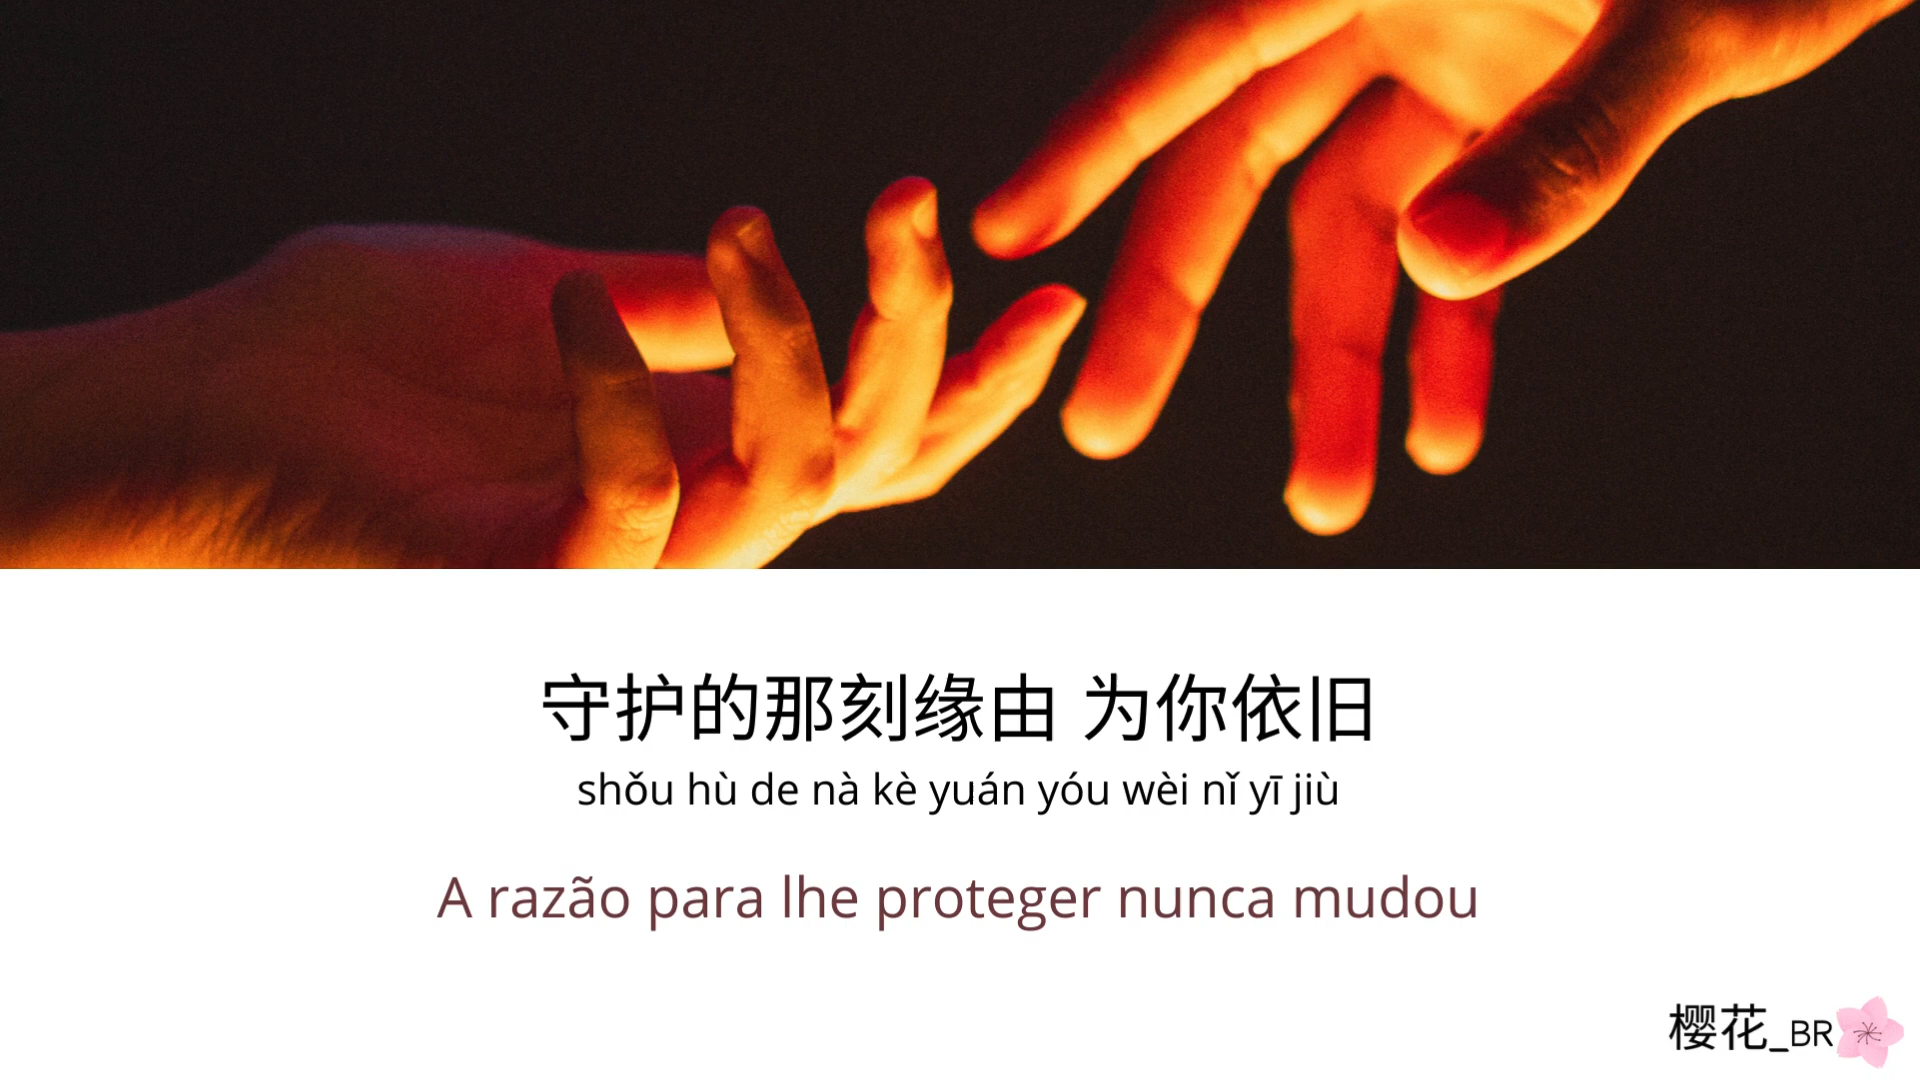 守护的那刻缘由 为你依旧
shǒu hù de nà kè yuán yóu wèi nǐ yī jiù
A razão para lhe proteger nunca mudou
樱花_BR